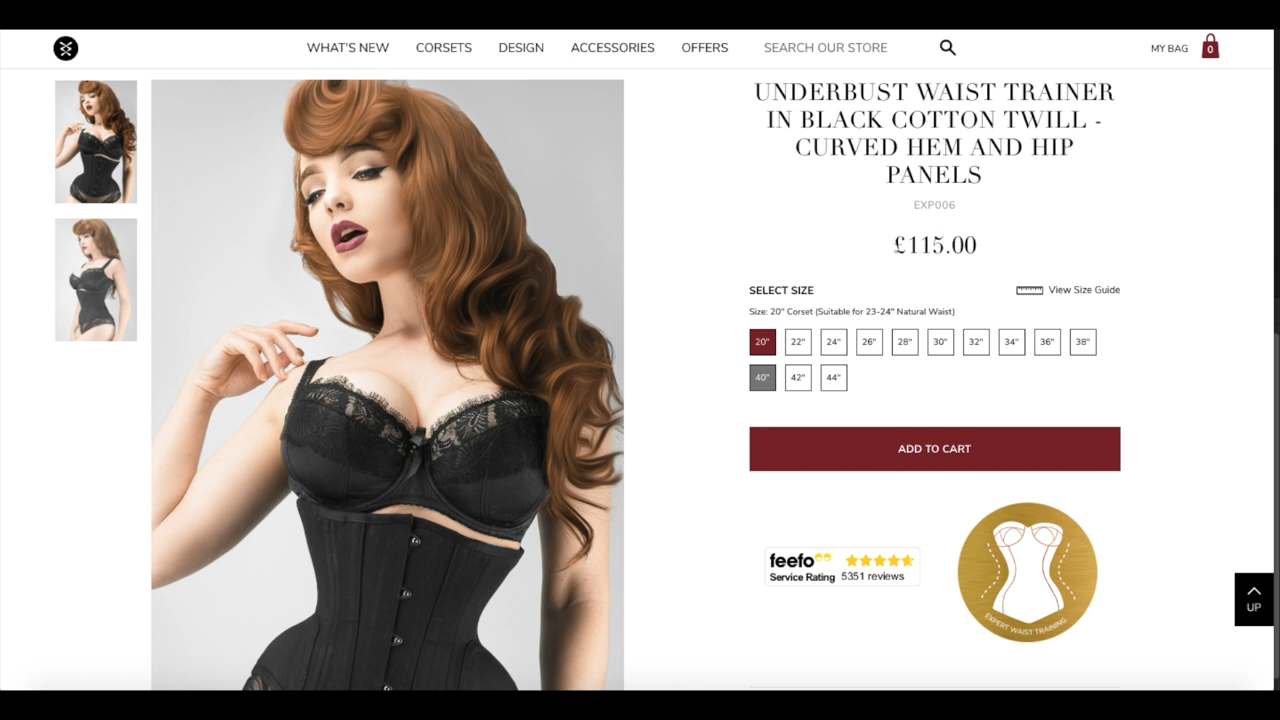 WHAT'S NEW CORSETS DESIGN ACCESSORIES OFFERS SEARCH OUR STORE MY BAG 0
UNDERBUST WAIST TRAINER
IN BLACK COTTON TWILL -
CURVED HEM AND HIP
PANELS
EXP006
£115.00
SELECT SIZE View Size Guide
Size: 20" Corset (Suitable for 23-24" Natural Waist)
20" 22" 24" 26" 28" 30" 32" 34" 36" 38"
40" 42" 44"
ADD TO CART
feefo
Service Rating 5351 reviews
EXPERT WAIST TRAINING
UP